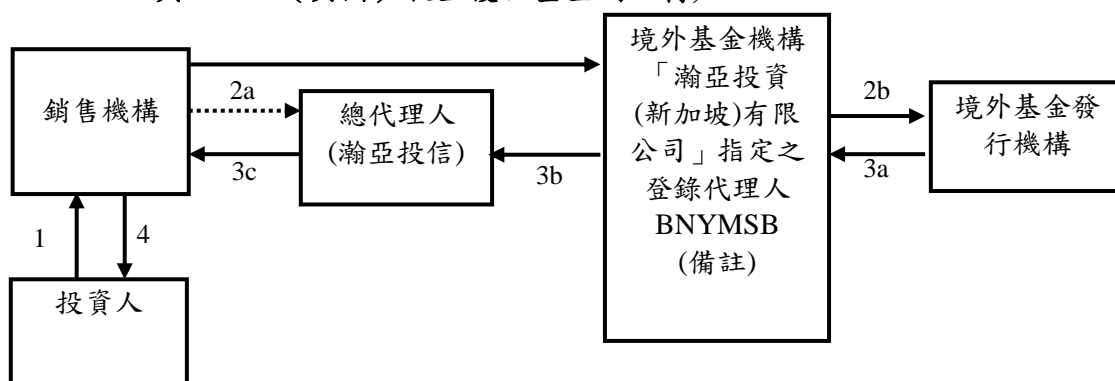 境外基金機構
「瀚亞投資
(新加坡)有限
公司」指定之
登錄代理人
BNYMSB
(備註)
銷售機構
2a
總代理人
(瀚亞投信)
3c
3b
2b
3a
境外基金發
行機構
1
4
投資人